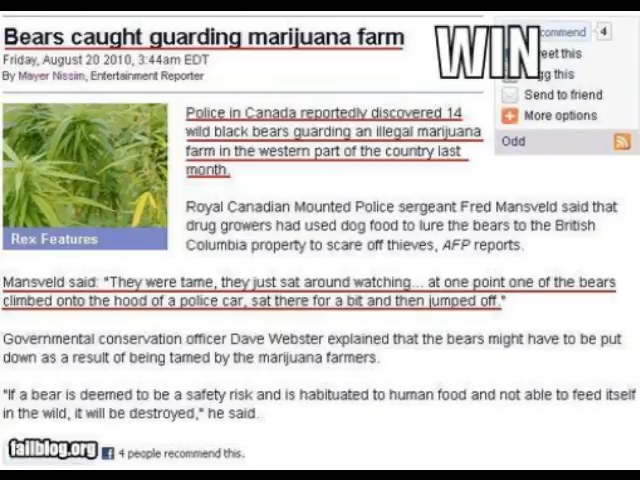 Bears caught guarding marijuana farm
WIN
Friday, August 20 2010, 3:44am EDT
By Mayer Nissim, Entertainment Reporter
commend 4
eet this
gg this
Send to friend
More options
Odd
Police in Canada reportedly discovered 14
wild black bears guarding an illegal marijuana
farm in the western part of the country last
month.
Royal Canadian Mounted Police sergeant Fred Mansveld said that
drug growers had used dog food to lure the bears to the British
Columbia property to scare off thieves, AFP reports.
Rex Features
Mansveld said: "They were tame, they just sat around watching... at one point one of the bears
climbed onto the hood of a police car, sat there for a bit and then jumped off."
Governmental conservation officer Dave Webster explained that the bears might have to be put
down as a result of being tamed by the marijuana farmers.
"If a bear is deemed to be a safety risk and is habituated to human food and not able to feed itself
in the wild, it will be destroyed," he said.
failblog.org
4 people recommend this.